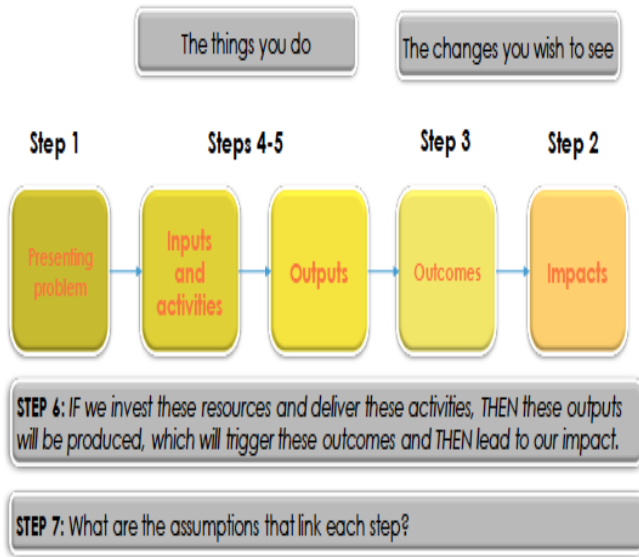 The things you do
The changes you wish to see
Step 1
Steps 4-5
Step 3
Step 2
Presenting
problem
Inputs
and
activities
Outputs
Outcomes
Impacts
STEP 6: IF we invest these resources and deliver these activities, THEN these outputs
will be produced, which will trigger these outcomes and THEN lead to our impact.
STEP 7: What are the assumptions that link each step?